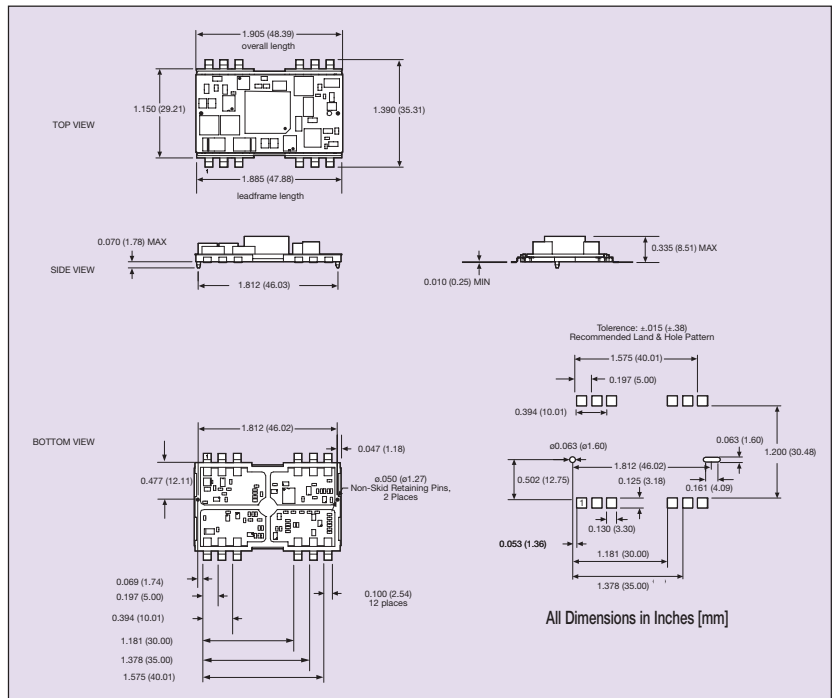 1.905 (48.39)
overall length
1.150 (29.21)
1.390 (35.31)
TOP VIEW
1
1.885 (47.88)
leadframe length
0.070 (1.78) MAX
0.335 (8.51) MAX
SIDE VIEW
0.010 (0.25) MIN
1.812 (46.03)
Tolerence: ±.015 (±.38)
Recommended Land & Hole Pattern
1.575 (40.01)
0.197 (5.00)
0.394 (10.01)
BOTTOM VIEW
1.812 (46.02)
0.047 (1.18)
1
0.477 (12.11)
ø.050 (ø1.27)
Non-Skid Retaining Pins,
2 Places
ø0.063 (ø1.60)
0.063 (1.60)
1.200 (30.48)
1.812 (46.02)
0.502 (12.75)
0.125 (3.18)
0.161 (4.09)
1
0.130 (3.30)
0.053 (1.36)
1.181 (30.00)
1.378 (35.00)
0.069 (1.74)
0.197 (5.00)
0.100 (2.54)
12 places
0.394 (10.01)
1.181 (30.00)
1.378 (35.00)
1.575 (40.01)
All Dimensions in Inches [mm]